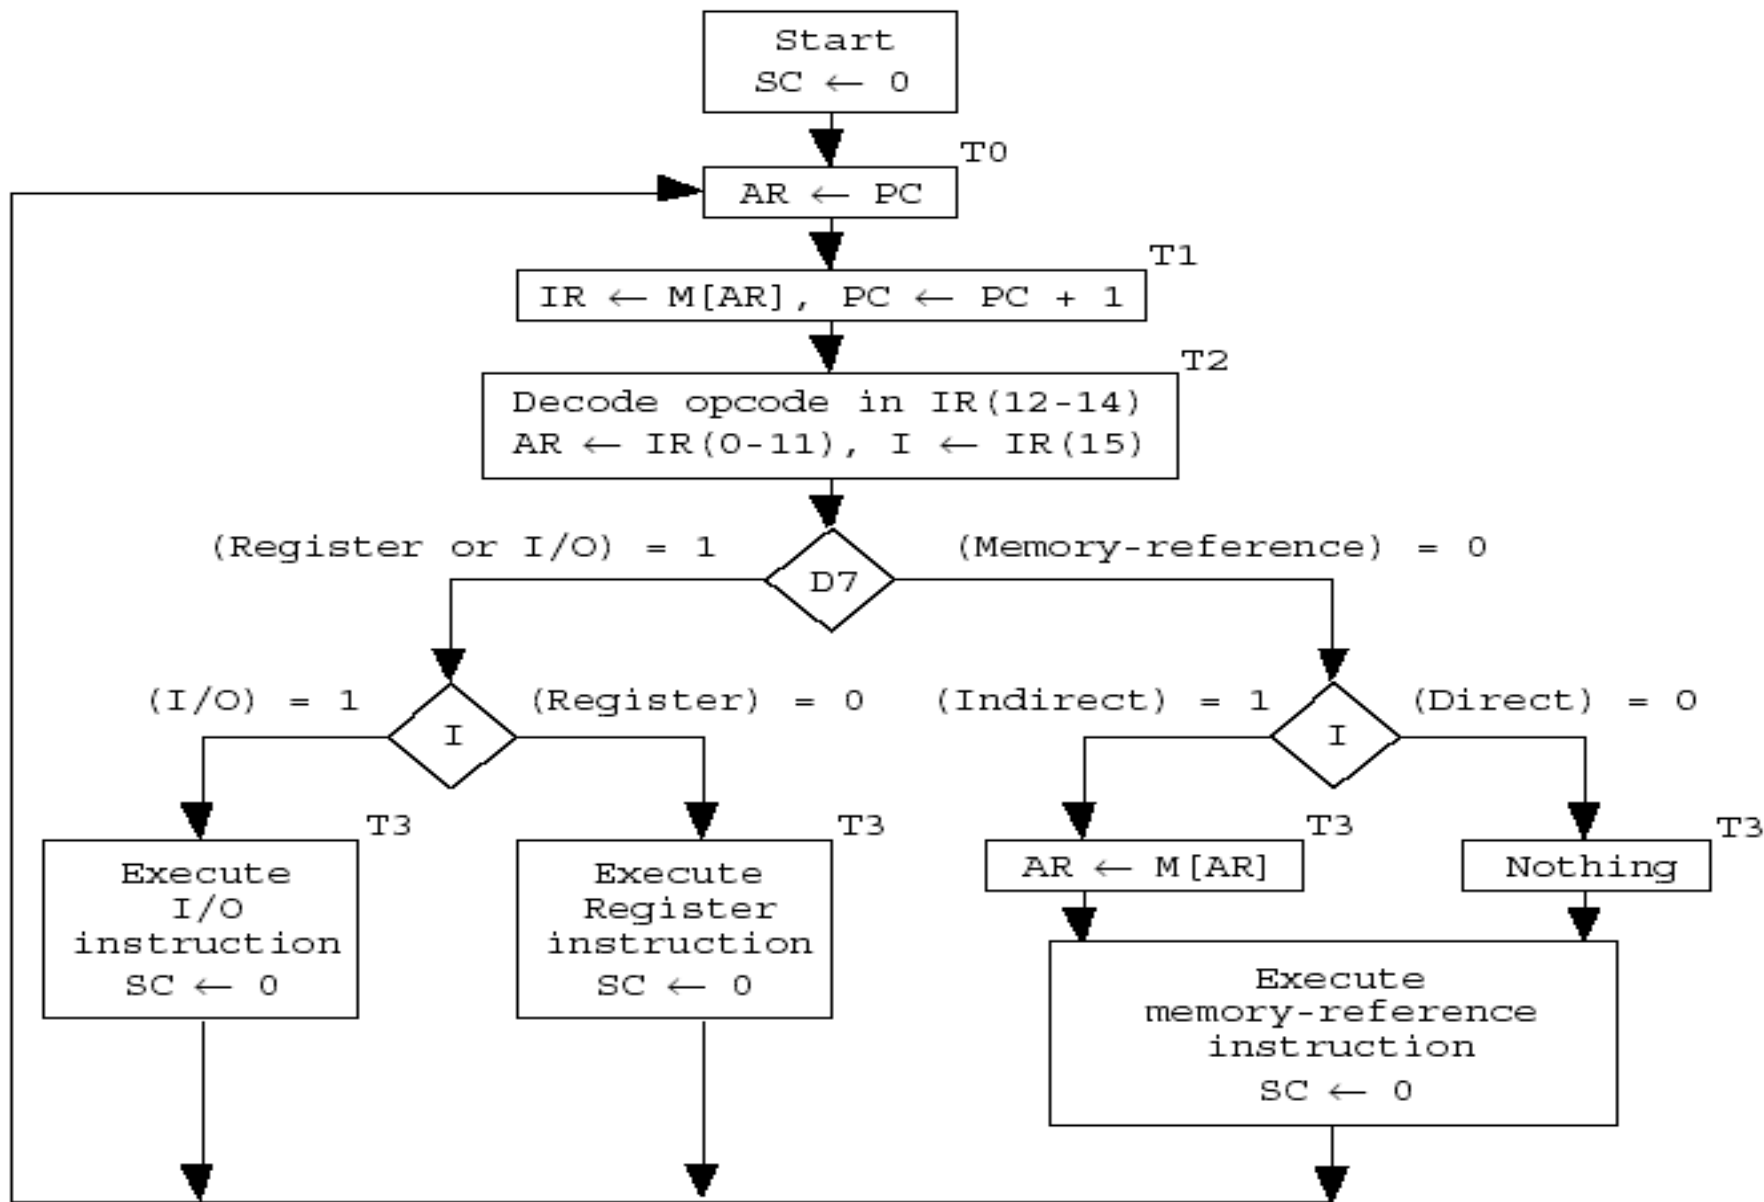 Start
SC ← 0
T0
AR ← PC
T1
IR ← M[AR], PC ← PC + 1
T2
Decode opcode in IR(12-14)
AR ← IR(0-11), I ← IR(15)
(Register or I/O) = 1
(Memory-reference) = 0
D7
(I/O) = 1
(Register) = 0
(Indirect) = 1
(Direct) = 0
I
I
T3
T3
T3
T3
Execute
I/O
instruction
SC ← 0
Execute
Register
instruction
SC ← 0
AR ← M[AR]
Nothing
Execute
memory-reference
instruction
SC ← 0